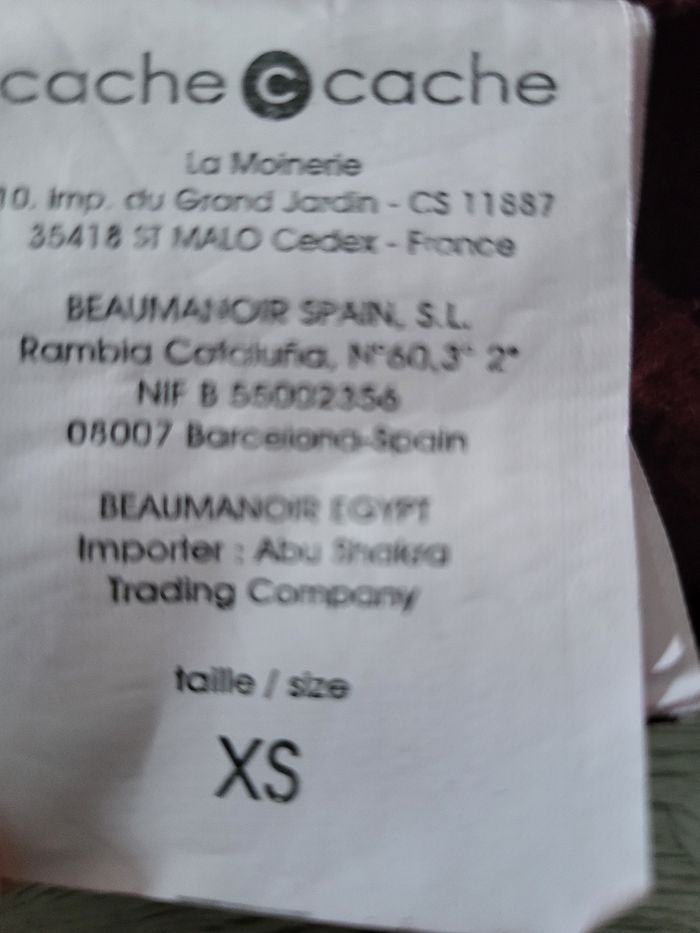 cache c cache
La Moinerie
10, Imp. du Grand Jardin - CS 11887
35418 ST MALO Cedex - France
BEAUMANOIR SPAIN, S.L.
Rambla Cataluña, N°60,3° 2°
NIF B 55002356
08007 Barcelona-Spain
BEAUMANOIR EGYPT
Importer : Abu Shakra
Trading Company
taille / size
XS